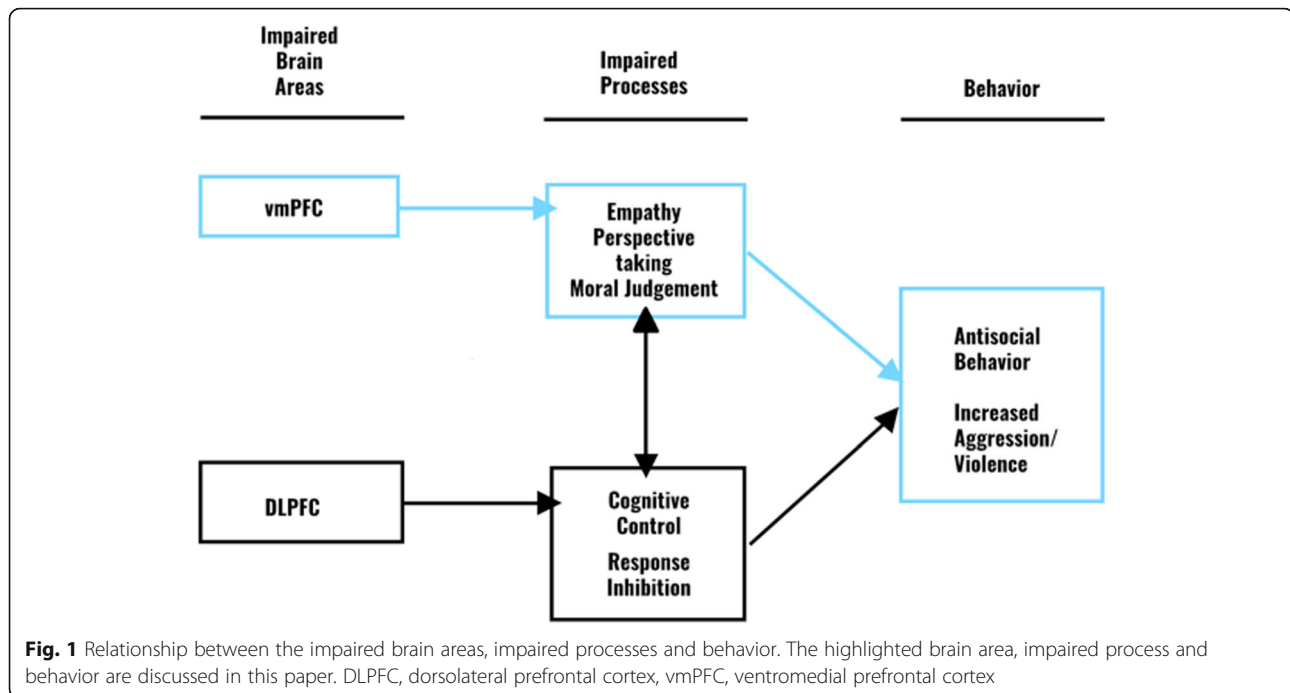 Impaired
Brain
Areas
Impaired
Processes
Behavior
vmPFC
Empathy
Perspective
taking
Moral Judgement
Antisocial
Behavior
Increased
Aggression/
Violence
DLPFC
Cognitive
Control
Response
Inhibition
Fig. 1 Relationship between the impaired brain areas, impaired processes and behavior. The highlighted brain area, impaired process and
behavior are discussed in this paper. DLPFC, dorsolateral prefrontal cortex, vmPFC, ventromedial prefrontal cortex